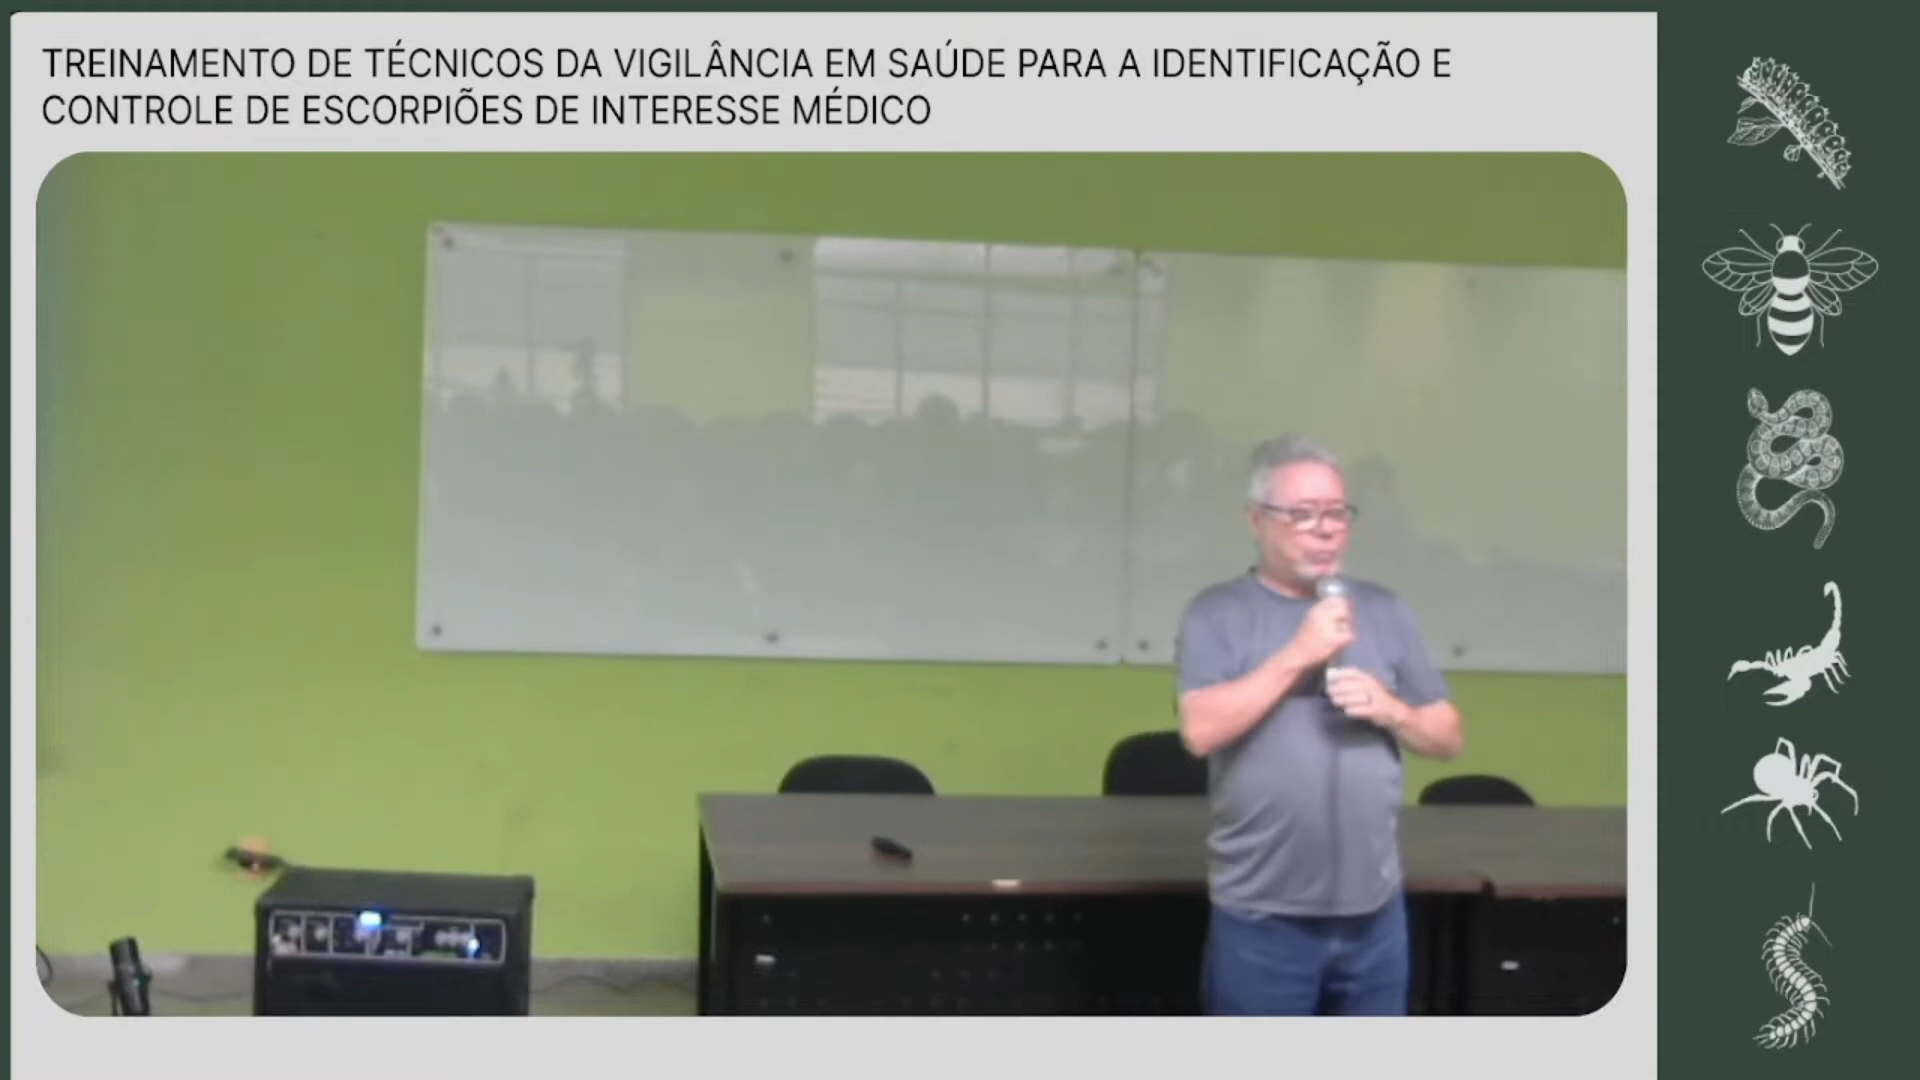 TREINAMENTO DE TÉCNICOS DA VIGILÂNCIA EM SAÚDE PARA A IDENTIFICAÇÃO E
CONTROLE DE ESCORPIÕES DE INTERESSE MÉDICO